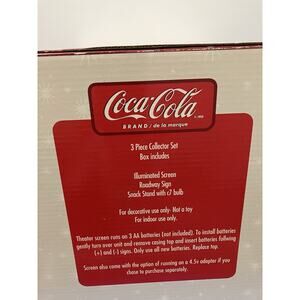 Coca-Cola
BRAND / de la marque
3 Piece Collector Set
Box includes
Illuminated Screen
Roadway Sign
Snack Stand with c7 bulb
For decorative use only- Not a toy
For indoor use only.
Theater screen runs on 3 AA batteries (not included). To install batteries
gently turn over unit and remove casing top and insert batteries follwing
(+) and (-) signs. Only use all new batteries. Replace top.
Screen also come with the option of running on a 4.5v adapter if you
chose to purchase separately.